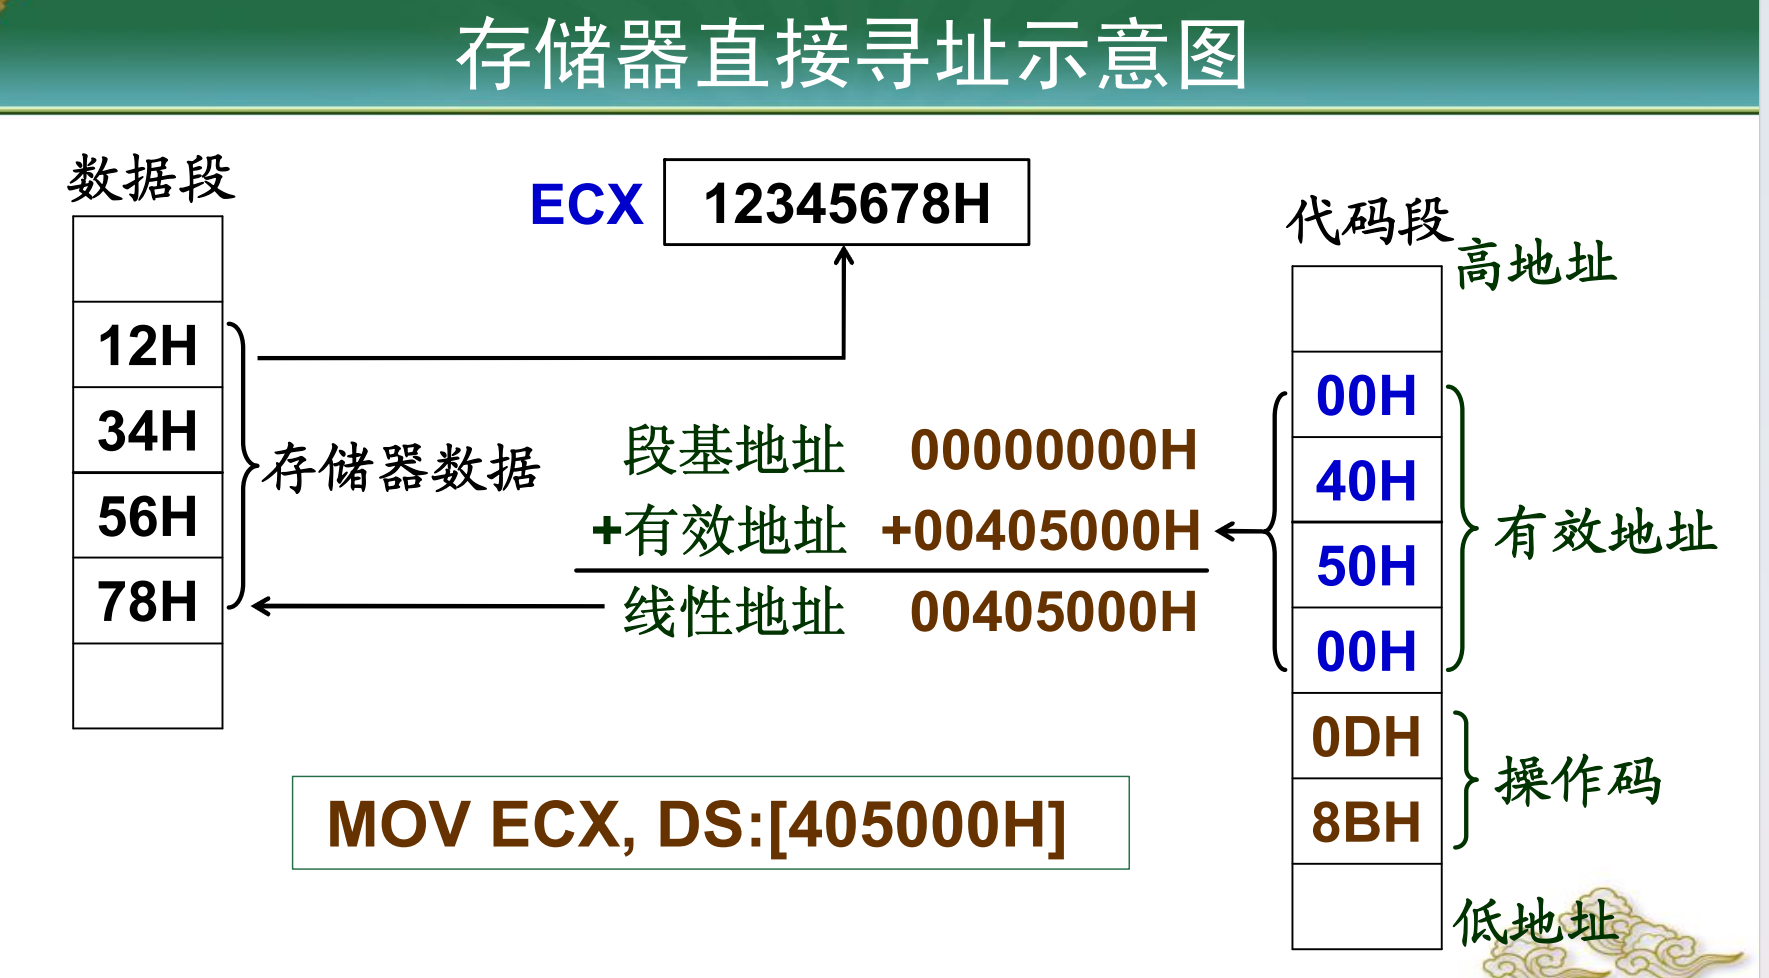 存储器直接寻址示意图
数据段
12H
34H
56H
78H
存储器数据
ECX 12345678H
段基地址 00000000H
+有效地址 +00405000H
线性地址 00405000H
MOV ECX, DS:[405000H]
代码段
高地址
00H
40H
50H
00H
有效地址
0DH
8BH
操作码
低地址